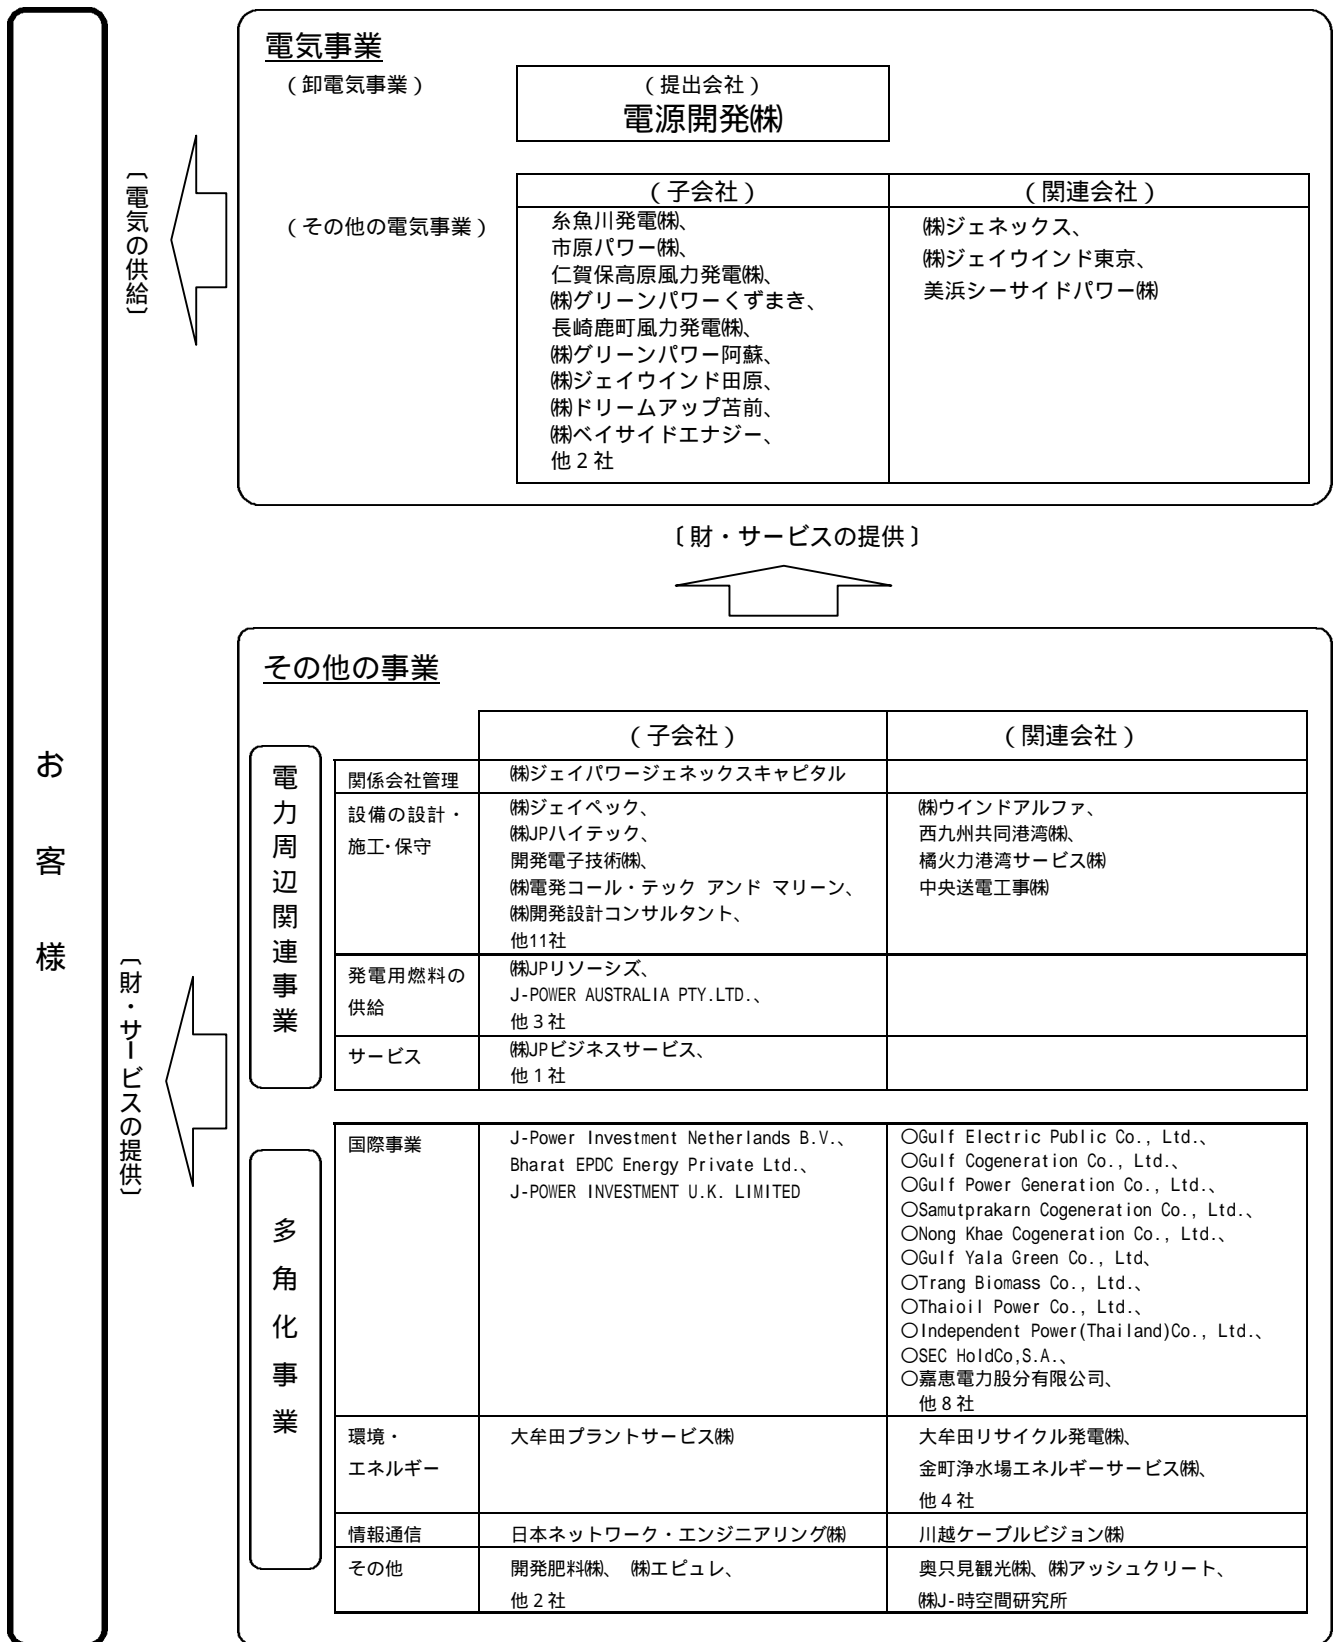 電気事業
（卸電気事業）
（提出会社）
電源開発㈱
〔電気の供給〕
（子会社）
（関連会社）
（その他の電気事業）
糸魚川発電㈱、
市原パワー㈱、
仁賀保高原風力発電㈱、
㈱グリーンパワーくずまき、
長崎鹿町風力発電㈱、
㈱グリーンパワー阿蘇、
㈱ジェイウインド田原、
㈱ドリームアップ苫前、
㈱ベイサイドエナジー、
他２社
㈱ジェネックス、
㈱ジェイウインド東京、
美浜シーサイドパワー㈱
〔財・サービスの提供〕
お客様
〔財・サービスの提供〕
その他の事業
（子会社）
（関連会社）
電力周辺関連事業
関係会社管理
㈱ジェイパワージェネックスキャピタル
設備の設計・
施工･保守
㈱ジェイペック、
㈱JPハイテック、
開発電子技術㈱、
㈱電発コール・テック アンド マリーン、
㈱開発設計コンサルタント、
他11社
㈱ウインドアルファ、
西九州共同港湾㈱、
橘火力港湾サービス㈱
中央送電工事㈱
発電用燃料の
供給
㈱JPリソーシズ、
J-POWER AUSTRALIA PTY.LTD.、
他３社
サービス
㈱JPビジネスサービス、
他１社
多角化事業
国際事業
J-Power Investment Netherlands B.V.、
Bharat EPDC Energy Private Ltd.、
J-POWER INVESTMENT U.K. LIMITED
○Gulf Electric Public Co., Ltd.、
○Gulf Cogeneration Co., Ltd.、
○Gulf Power Generation Co., Ltd.、
○Samutprakarn Cogeneration Co., Ltd.、
○Nong Khae Cogeneration Co., Ltd.、
○Gulf Yala Green Co., Ltd、
○Trang Biomass Co., Ltd.、
○Thaioil Power Co., Ltd.、
○Independent Power(Thailand)Co., Ltd.、
○SEC HoldCo,S.A.、
○嘉恵電力股分有限公司、
他８社
環境・
エネルギー
大牟田プラントサービス㈱
大牟田リサイクル発電㈱、
金町浄水場エネルギーサービス㈱、
他４社
情報通信
日本ネットワーク・エンジニアリング㈱
川越ケーブルビジョン㈱
その他
開発肥料㈱、 ㈱エピュレ、
他２社
奥只見観光㈱、㈱アッシュクリート、
㈱J-時空間研究所